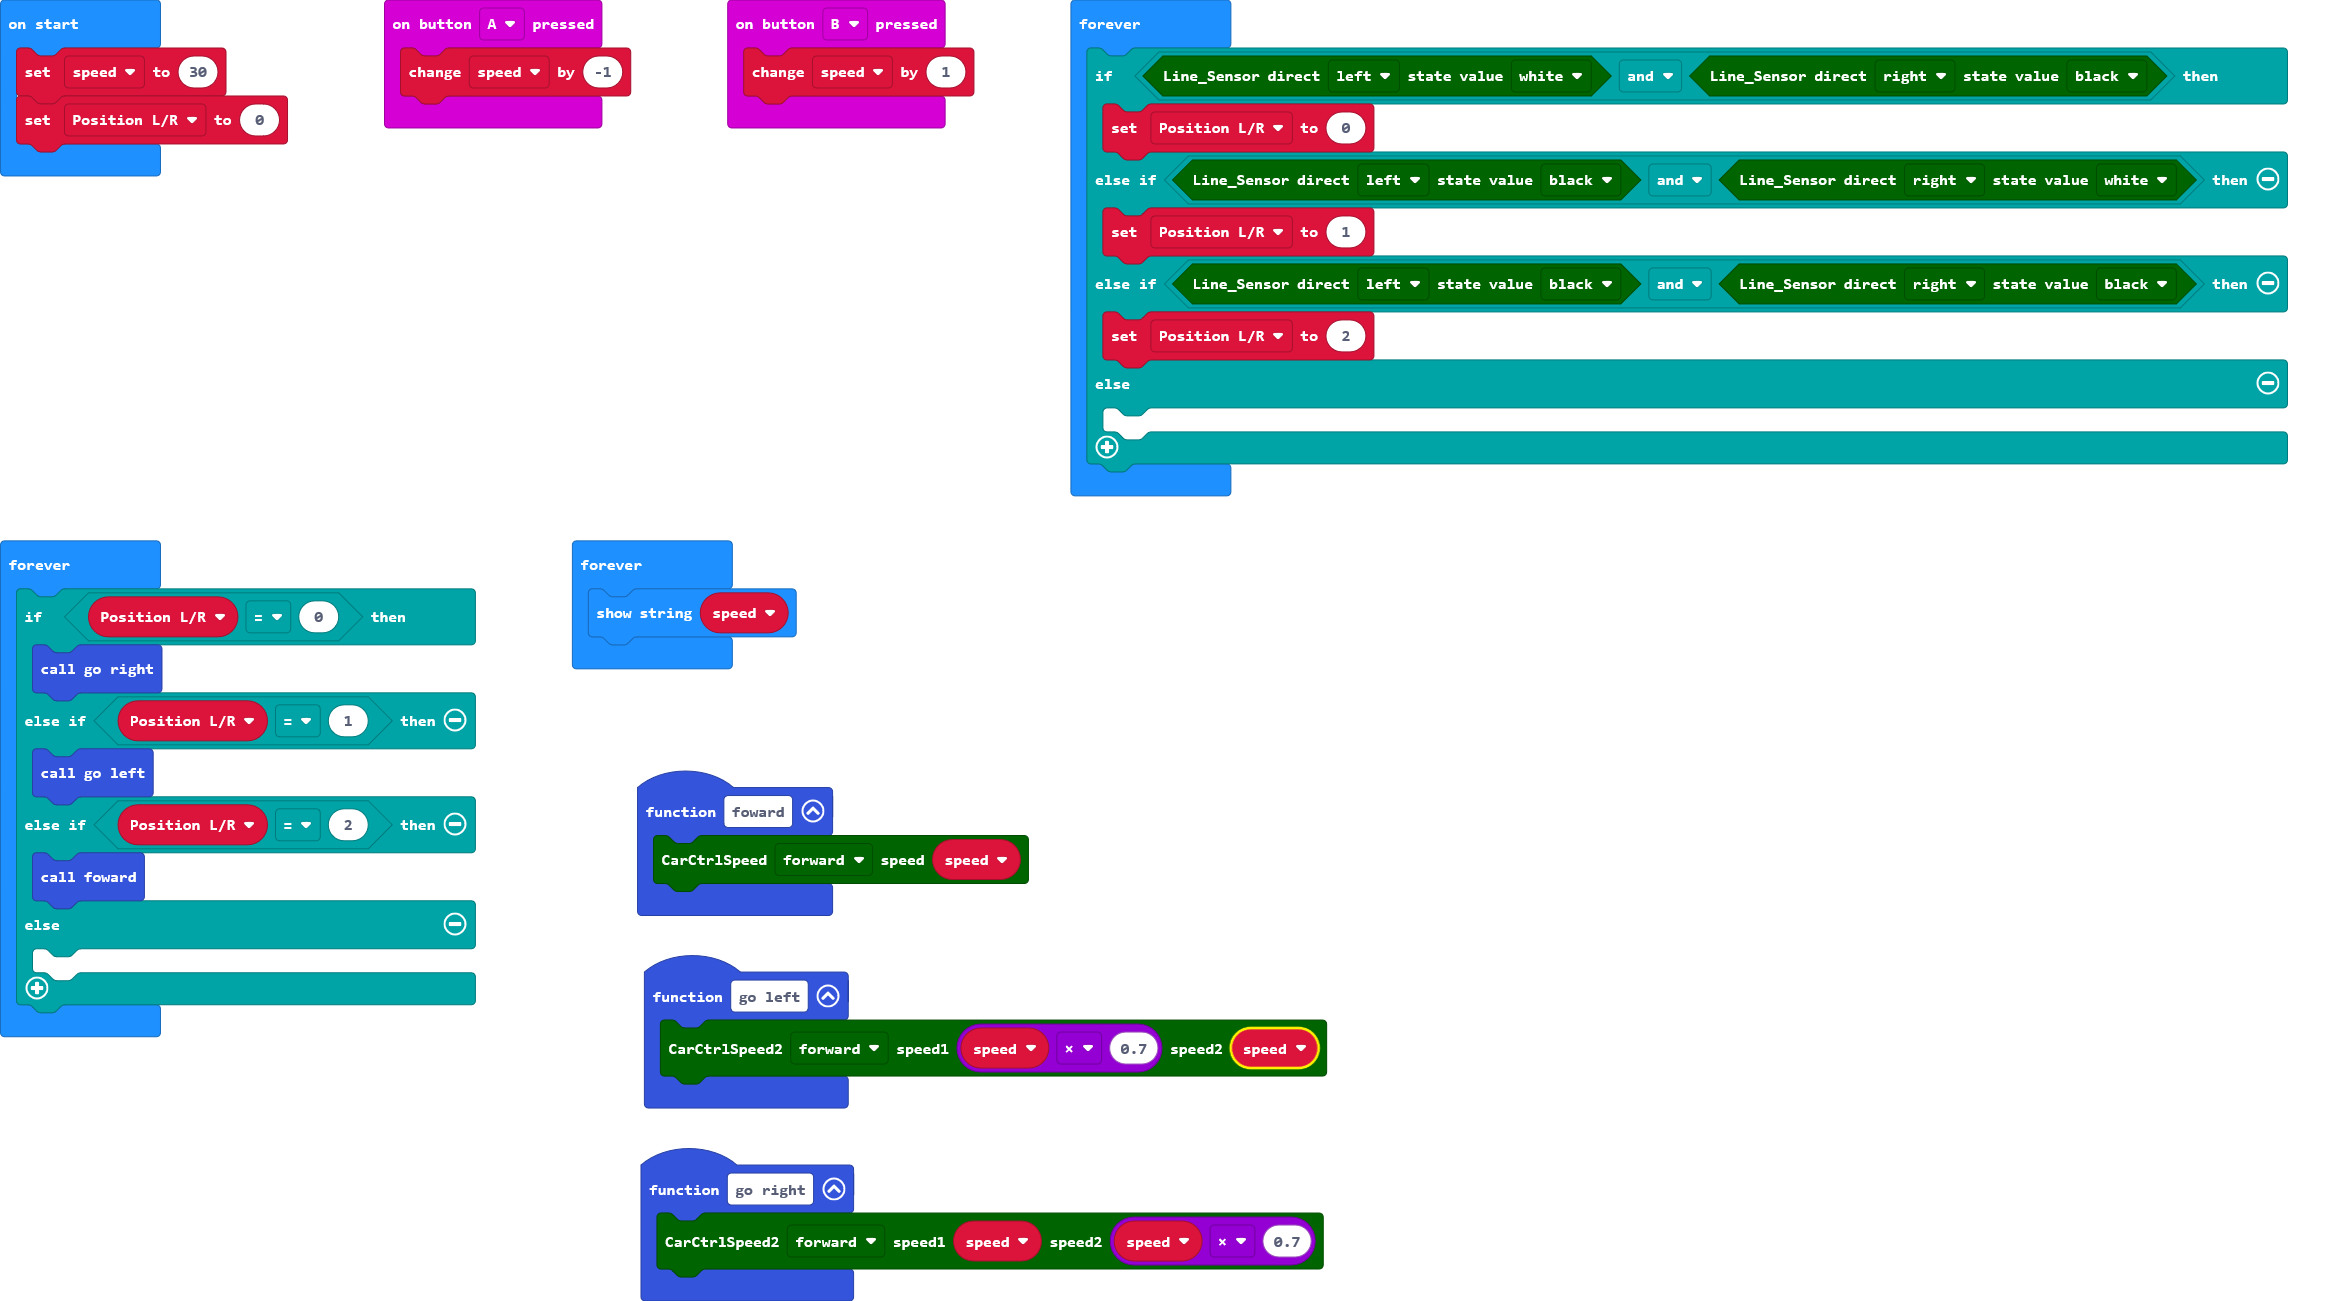 on start
set speed to 30
set Position L/R to 0
on button A pressed
change speed by -1
on button B pressed
change speed by 1
forever
if Line_Sensor direct left state value white and Line_Sensor direct right state value black then
set Position L/R to 0
else if Line_Sensor direct left state value black and Line_Sensor direct right state value white then
set Position L/R to 1
else if Line_Sensor direct left state value black and Line_Sensor direct right state value black then
set Position L/R to 2
else
forever
if Position L/R = 0 then
call go right
else if Position L/R = 1 then
call go left
else if Position L/R = 2 then
call foward
else
forever
show string speed
function foward
CarCtrlSpeed forward speed speed
function go left
CarCtrlSpeed2 forward speed1 speed × 0.7 speed2 speed
function go right
CarCtrlSpeed2 forward speed1 speed speed2 speed × 0.7